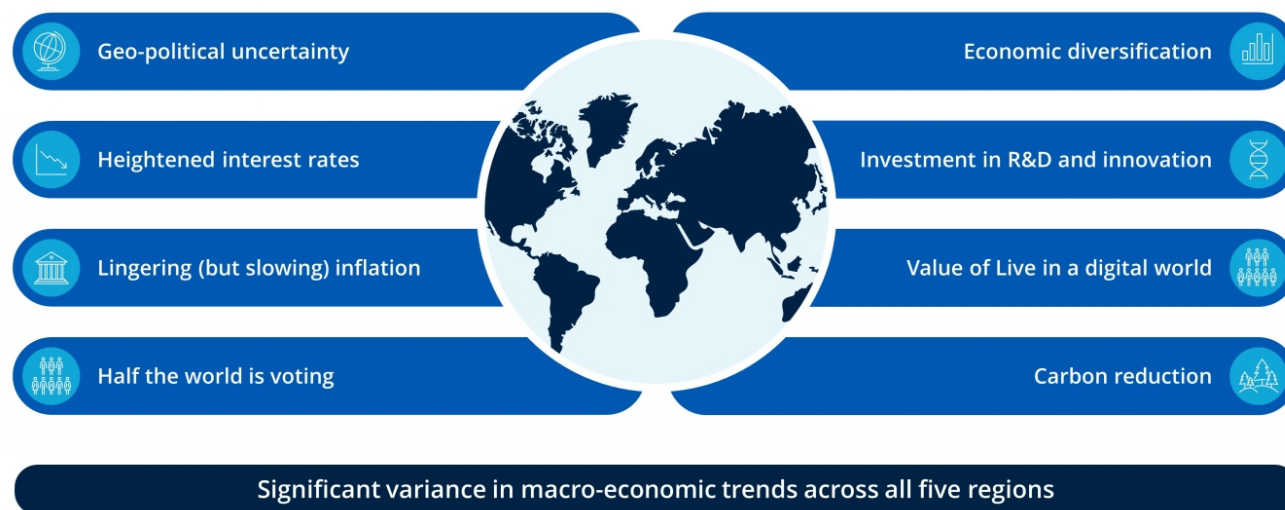 Geo-political uncertainty
Heightened interest rates
Lingering (but slowing) inflation
Half the world is voting
Economic diversification
Investment in R&D and innovation
Value of Live in a digital world
Carbon reduction
Significant variance in macro-economic trends across all five regions